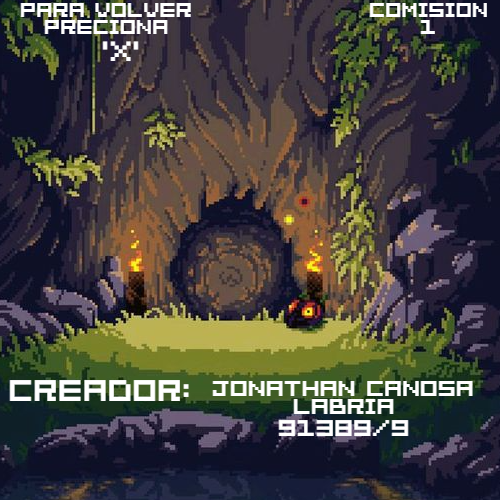 PARA VOLVER
PRECIONA
'X'
COMISION
1
CREADOR: JONATHAN CANOSA
LABRIA
91389/9